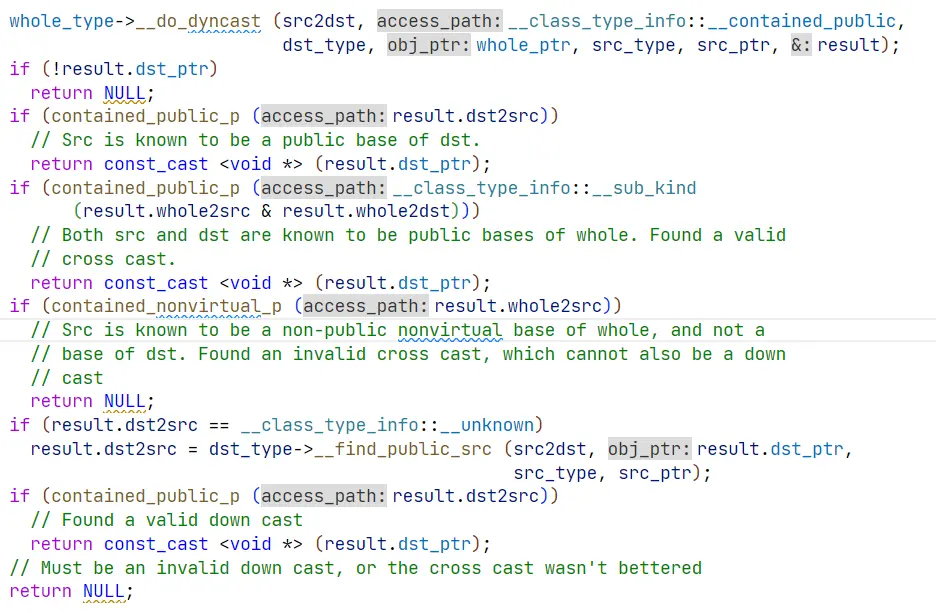 whole_type->__do_dyncast (src2dst, access_path: __class_type_info::__contained_public,
                          dst_type, obj_ptr: whole_ptr, src_type, src_ptr, &: result);
if (!result.dst_ptr)
  return NULL;
if (contained_public_p (access_path: result.dst2src))
  // Src is known to be a public base of dst.
  return const_cast <void *> (result.dst_ptr);
if (contained_public_p (access_path: __class_type_info::__sub_kind
      (result.whole2src & result.whole2dst)))
  // Both src and dst are known to be public bases of whole. Found a valid
  // cross cast.
  return const_cast <void *> (result.dst_ptr);
if (contained_nonvirtual_p (access_path: result.whole2src))
  // Src is known to be a non-public nonvirtual base of whole, and not a
  // base of dst. Found an invalid cross cast, which cannot also be a down
  // cast
  return NULL;
if (result.dst2src == __class_type_info::__unknown)
  result.dst2src = dst_type->__find_public_src (src2dst, obj_ptr: result.dst_ptr,
                                                src_type, src_ptr);
if (contained_public_p (access_path: result.dst2src))
  // Found a valid down cast
  return const_cast <void *> (result.dst_ptr);
// Must be an invalid down cast, or the cross cast wasn't bettered
return NULL;